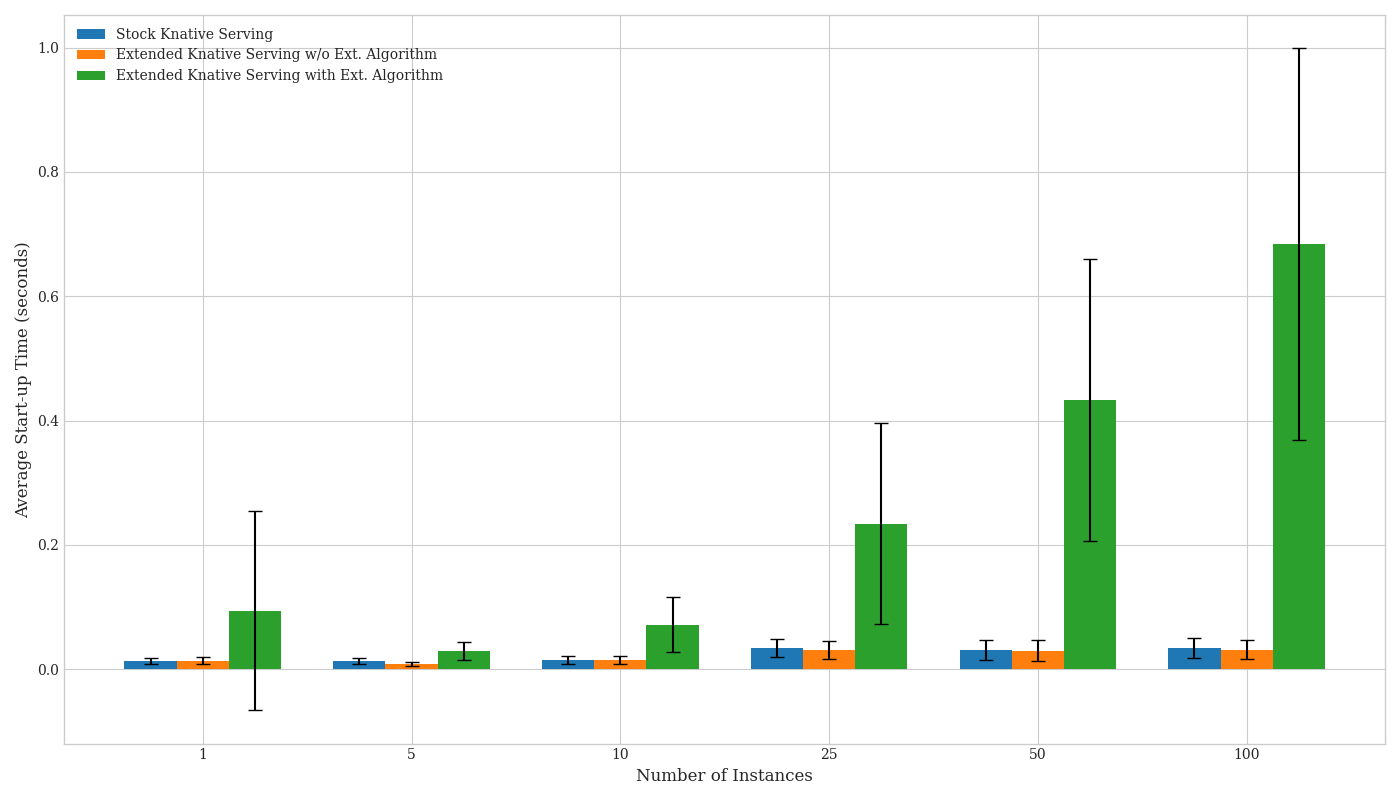 Stock Knative Serving
Extended Knative Serving w/o Ext. Algorithm
Extended Knative Serving with Ext. Algorithm
Average Start-up Time (seconds)
1.0
0.8
0.6
0.4
0.2
0.0
1 5 10 25 50 100
Number of Instances